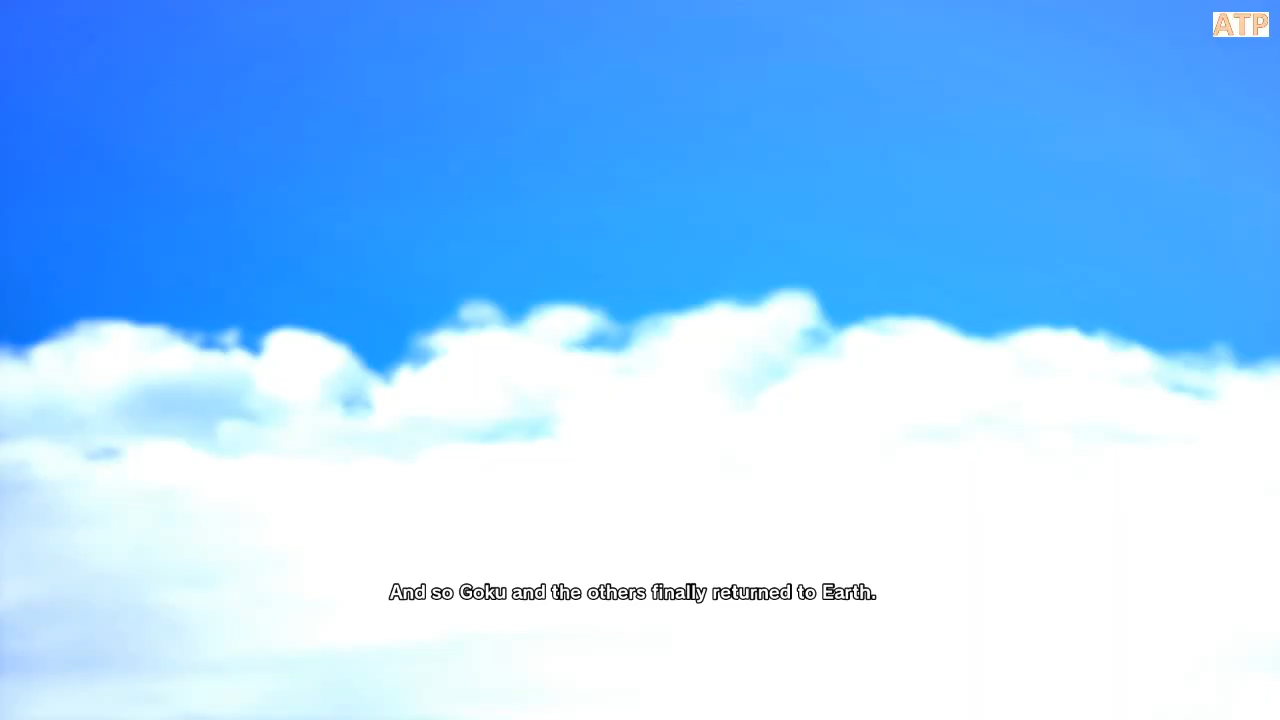 ATP
And so Goku and the others finally returned to Earth.